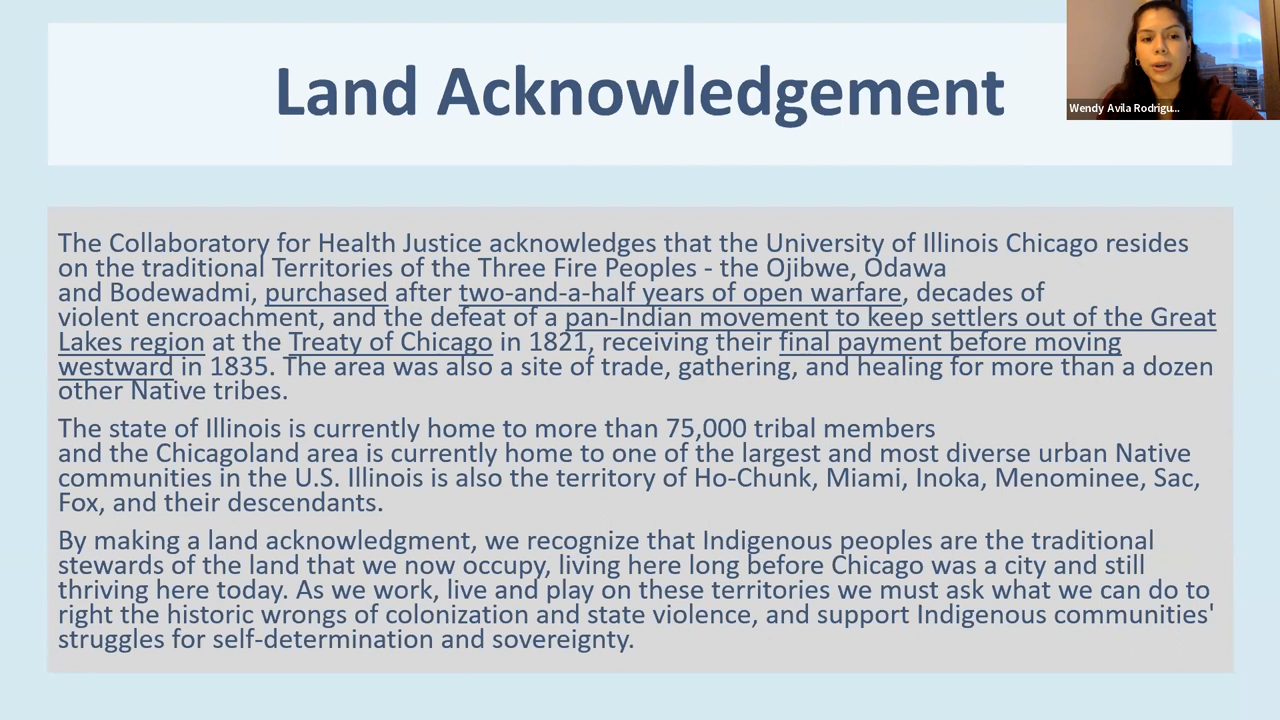 Land Acknowledgement
Wendy Avila Rodrigu...
The Collaboratory for Health Justice acknowledges that the University of Illinois Chicago resides
on the traditional Territories of the Three Fire Peoples - the Ojibwe, Odawa
and Bodewadmi, purchased after two-and-a-half years of open warfare, decades of
violent encroachment, and the defeat of a pan-Indian movement to keep settlers out of the Great
Lakes region at the Treaty of Chicago in 1821, receiving their final payment before moving
westward in 1835. The area was also a site of trade, gathering, and healing for more than a dozen
other Native tribes.
The state of Illinois is currently home to more than 75,000 tribal members
and the Chicagoland area is currently home to one of the largest and most diverse urban Native
communities in the U.S. Illinois is also the territory of Ho-Chunk, Miami, Inoka, Menominee, Sac,
Fox, and their descendants.
By making a land acknowledgment, we recognize that Indigenous peoples are the traditional
stewards of the land that we now occupy, living here long before Chicago was a city and still
thriving here today. As we work, live and play on these territories we must ask what we can do to
right the historic wrongs of colonization and state violence, and support Indigenous communities'
struggles for self-determination and sovereignty.